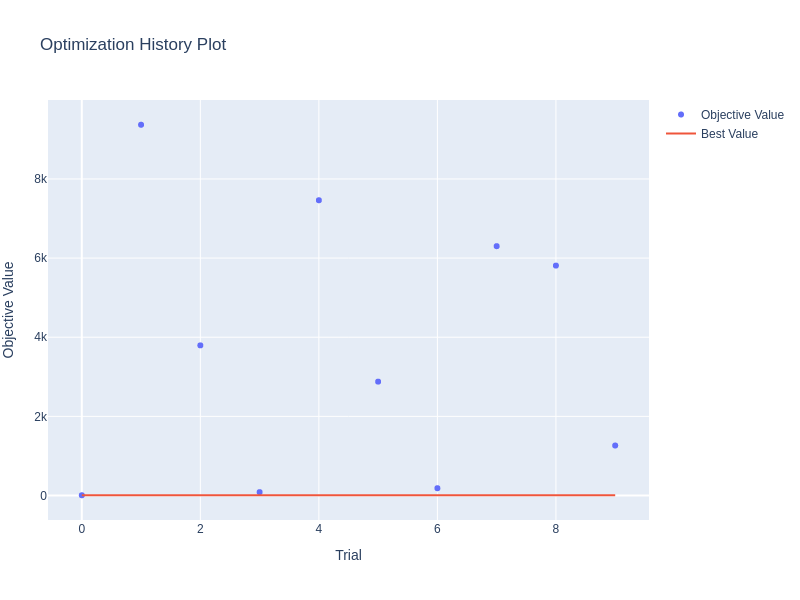 Optimization History Plot
Objective Value
Best Value
8k
6k
4k
2k
0
Objective Value
0 2 4 6 8
Trial